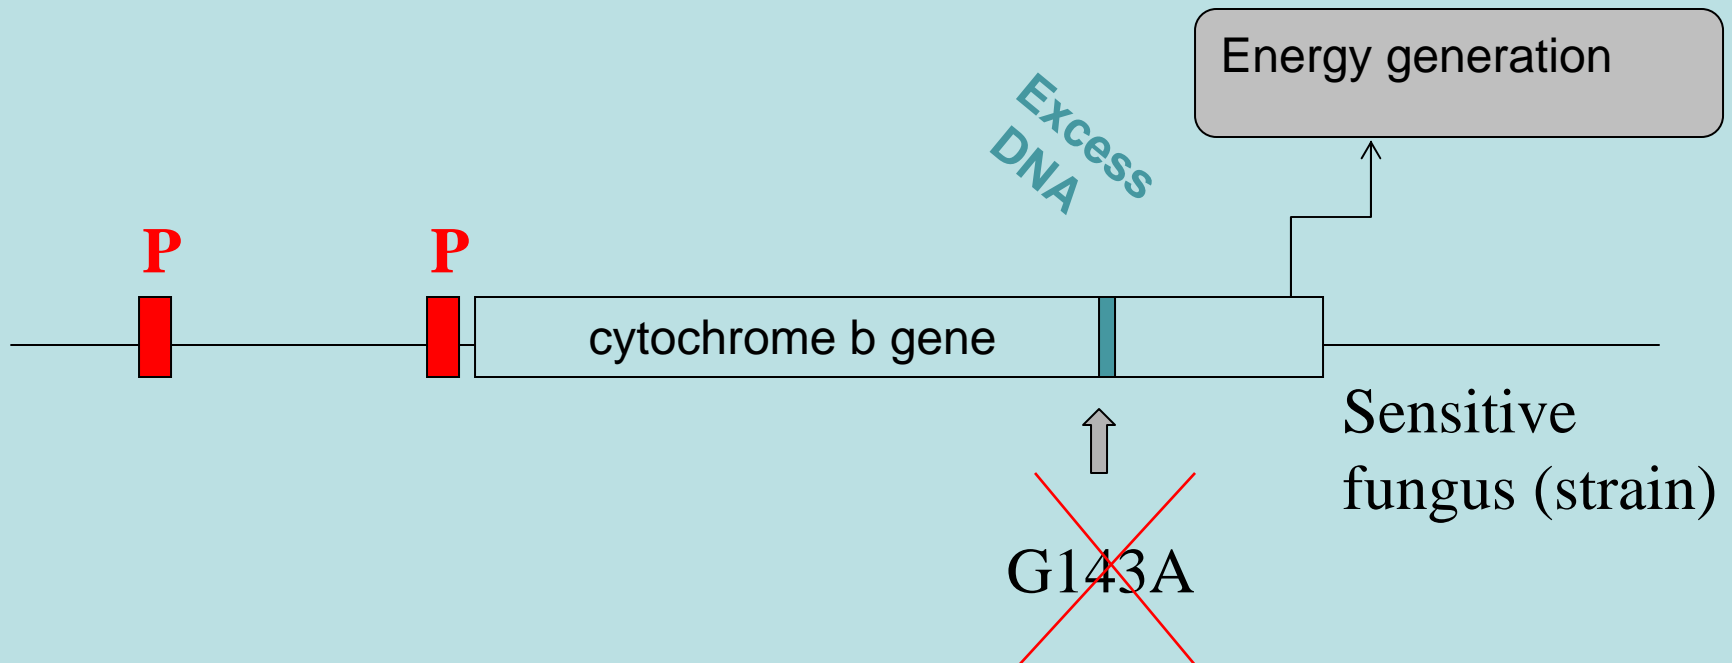 Energy generation
Excess
DNA
P
P
cytochrome b gene
Sensitive
fungus (strain)
G143A